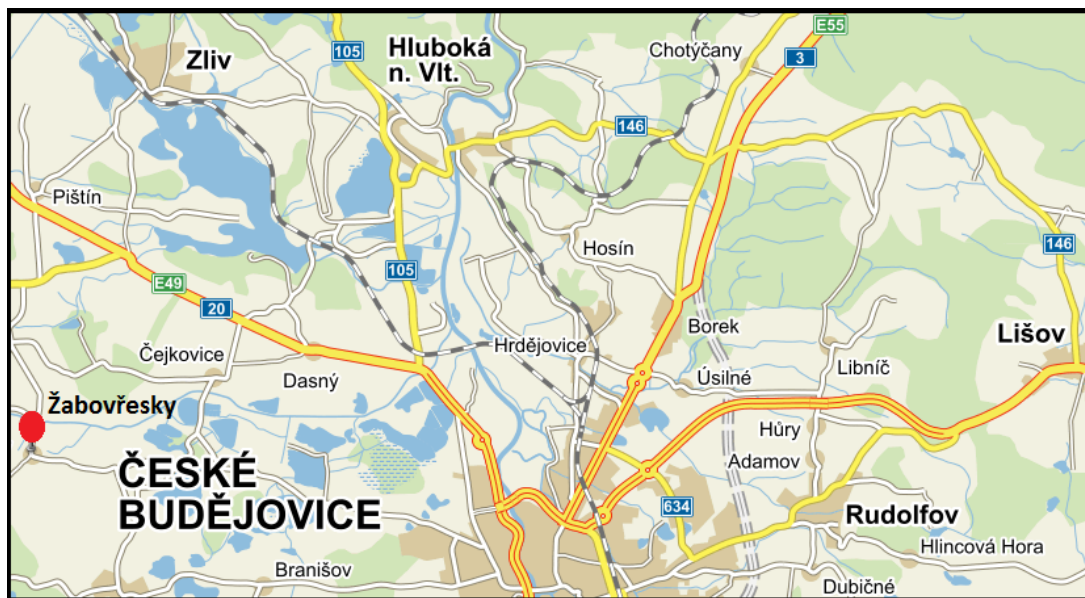 E55
Zliv
105
Hluboká
n. Vlt.
Chotýčany
3
146
Pištín
Hosín
146
105
E49
20
Borek
Lišov
Čejkovice
Hrdějovice
Dasný
Úsilné
Libníč
Žabovřesky
Hůry
Adamov
ČESKÉ
BUDĚJOVICE
634
Rudolfov
Hlincová Hora
Branišov
Dubičné